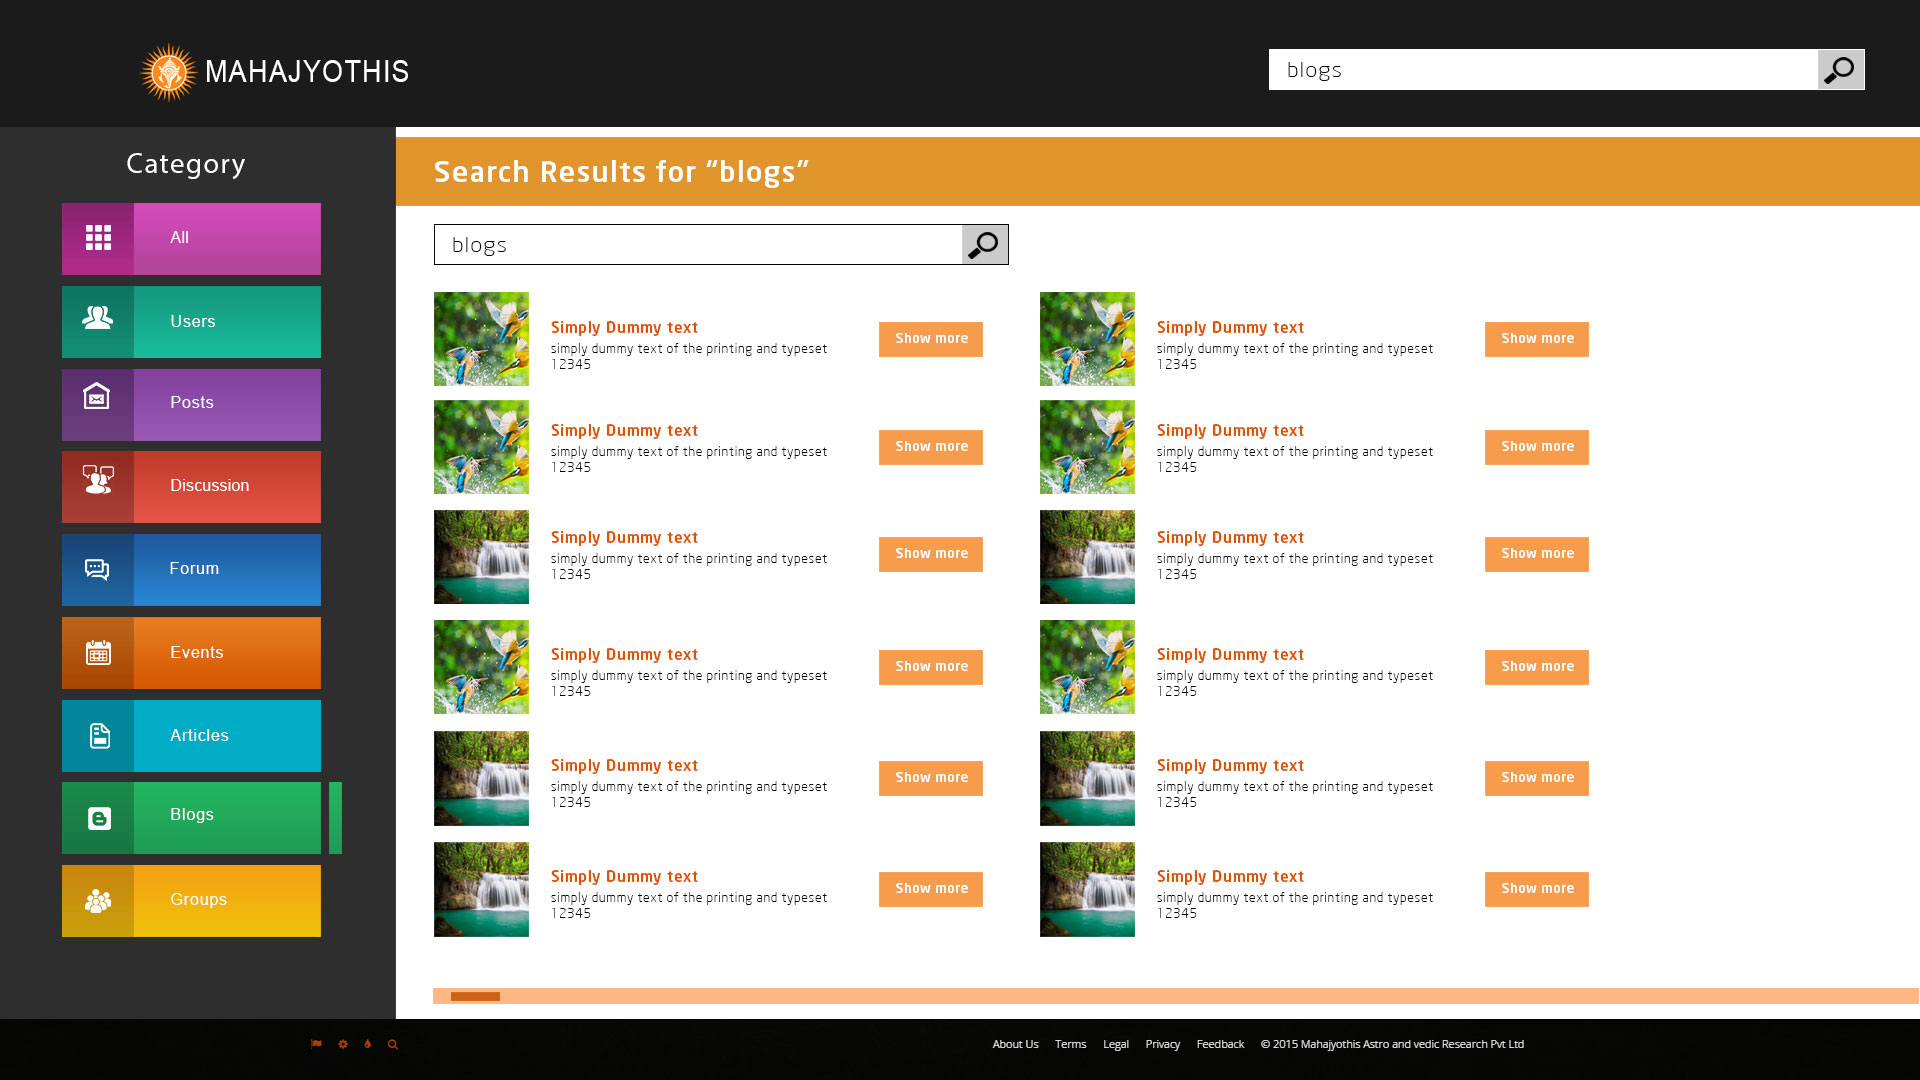 MAHAJYOTHIS
blogs
Category
All
Users
Posts
Discussion
Forum
Events
Articles
Blogs
Groups
Search Results for "blogs"
blogs
Simply Dummy text
simply dummy text of the printing and typeset
12345
Show more
Simply Dummy text
simply dummy text of the printing and typeset
12345
Show more
Simply Dummy text
simply dummy text of the printing and typeset
12345
Show more
Simply Dummy text
simply dummy text of the printing and typeset
12345
Show more
Simply Dummy text
simply dummy text of the printing and typeset
12345
Show more
Simply Dummy text
simply dummy text of the printing and typeset
12345
Show more
Simply Dummy text
simply dummy text of the printing and typeset
12345
Show more
Simply Dummy text
simply dummy text of the printing and typeset
12345
Show more
Simply Dummy text
simply dummy text of the printing and typeset
12345
Show more
Simply Dummy text
simply dummy text of the printing and typeset
12345
Show more
Simply Dummy text
simply dummy text of the printing and typeset
12345
Show more
Simply Dummy text
simply dummy text of the printing and typeset
12345
Show more
About Us Terms Legal Privacy Feedback © 2015 Mahajyothis Astro and vedic Research Pvt Ltd